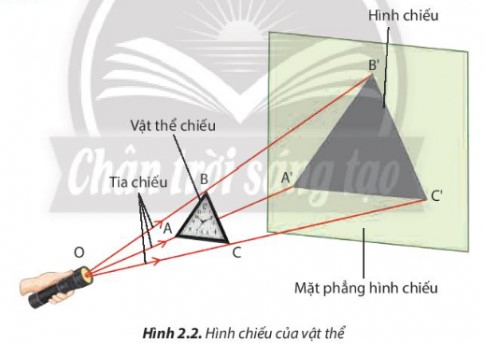 Hình chiếu
B'
Vật thể chiếu
Chân trời sáng tạo
Tia chiếu
B
A'
C'
A
O
C
Mặt phẳng hình chiếu
Hình 2.2. Hình chiếu của vật thể